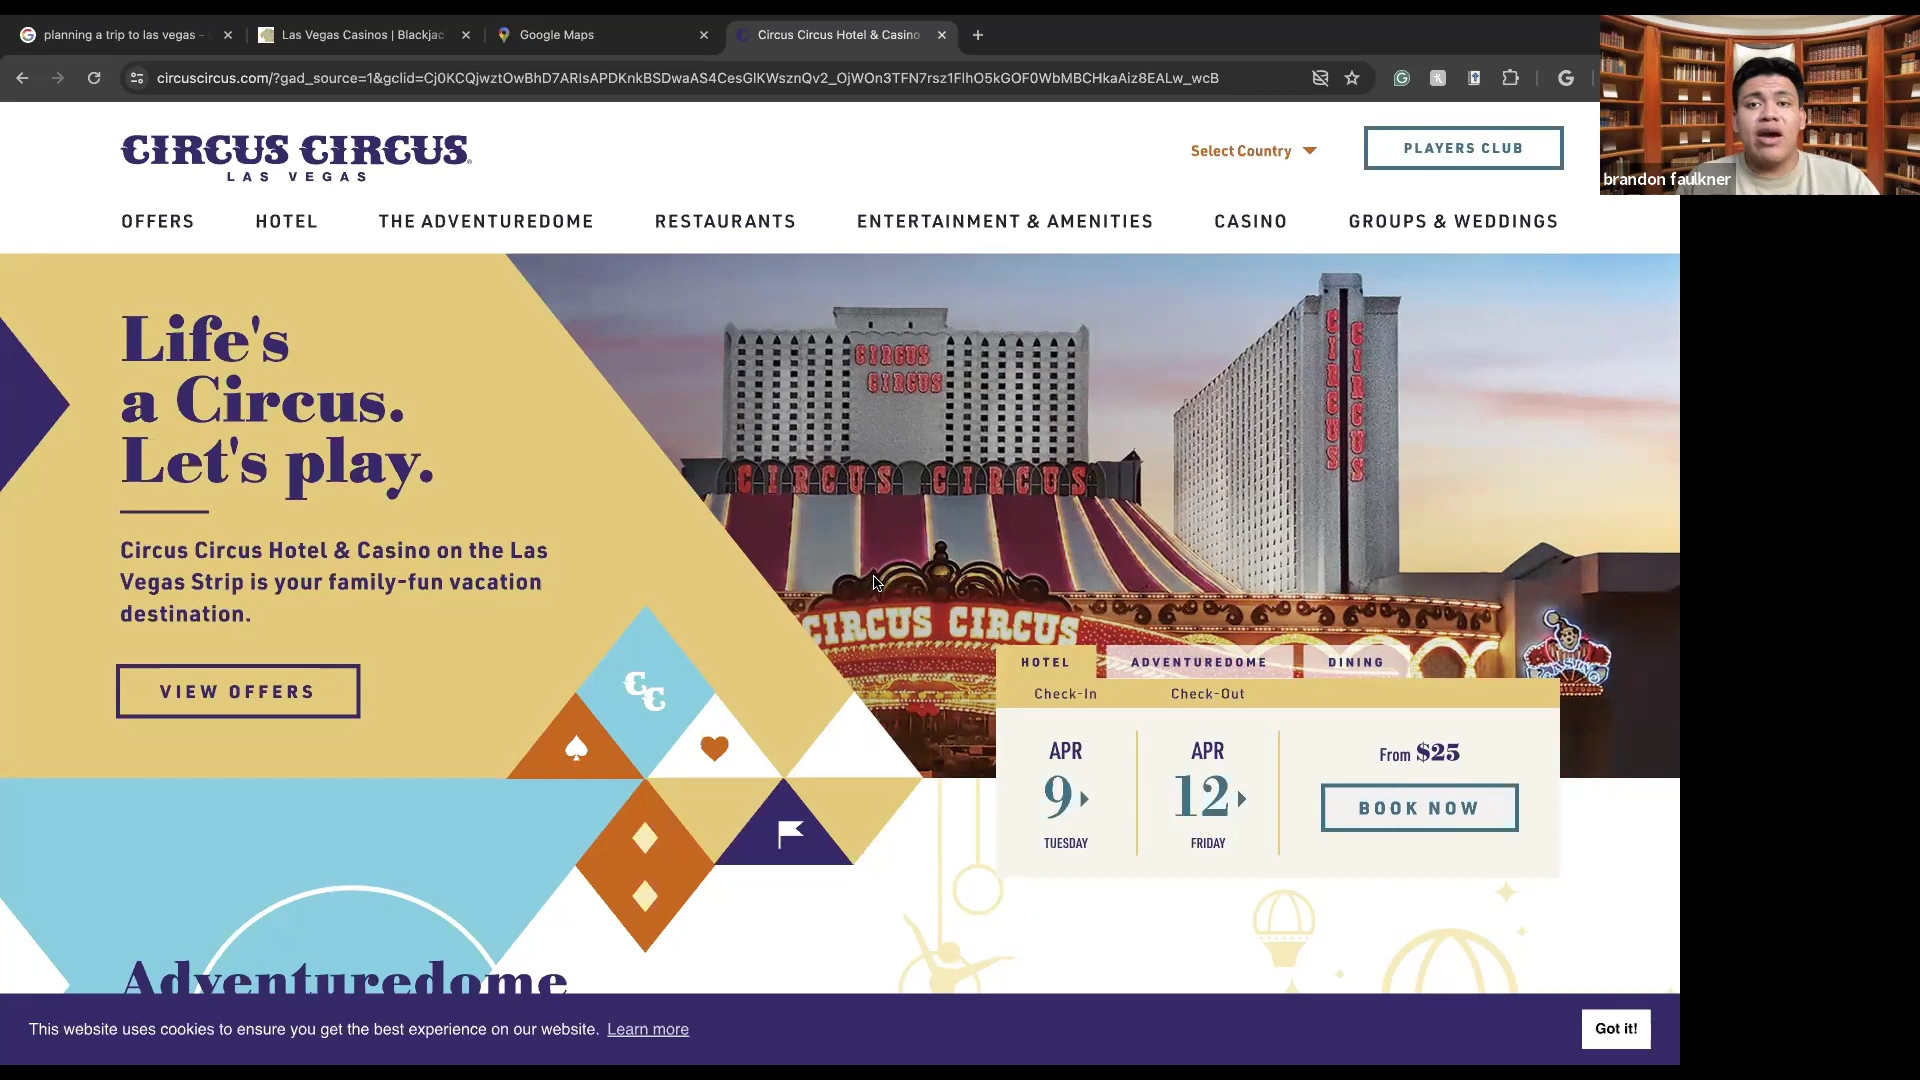 planning a trip to las vegas -
Las Vegas Casinos | Blackjac
Google Maps
Circus Circus Hotel & Casino
circuscircus.com/?gad_source=1&gclid=Cj0KCQjwztOwBhD7ARIsAPDKnkBSDwaAS4CesGlKWsznQv2_OjWOn3TFN7rsz1FlhO5kGOF0WbMBCHkaAiz8EALw_wcB
brandon faulkner
CIRCUS CIRCUS
LAS VEGAS
Select Country
PLAYERS CLUB
OFFERS
HOTEL
THE ADVENTUREDOME
RESTAURANTS
ENTERTAINMENT & AMENITIES
CASINO
GROUPS & WEDDINGS
Life's
a Circus.
Let's play.
Circus Circus Hotel & Casino on the Las
Vegas Strip is your family-fun vacation
destination.
VIEW OFFERS
CIRCUS
CIRCUS
CIRCUS
CIRCUS
CIRCUS CIRCUS
CIRCUS CIRCUS
CASINO
HOTEL
ADVENTUREDOME
DINING
Check-In
Check-Out
APR
9
TUESDAY
APR
12
FRIDAY
From $25
BOOK NOW
Adventuredome
This website uses cookies to ensure you get the best experience on our website. Learn more
Got it!